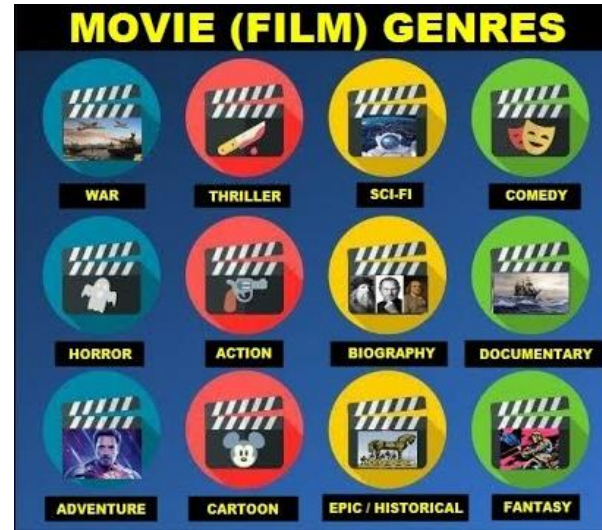 MOVIE (FILM) GENRES
WAR THRILLER SCI-FI COMEDY
HORROR ACTION BIOGRAPHY DOCUMENTARY
ADVENTURE CARTOON EPIC / HISTORICAL FANTASY